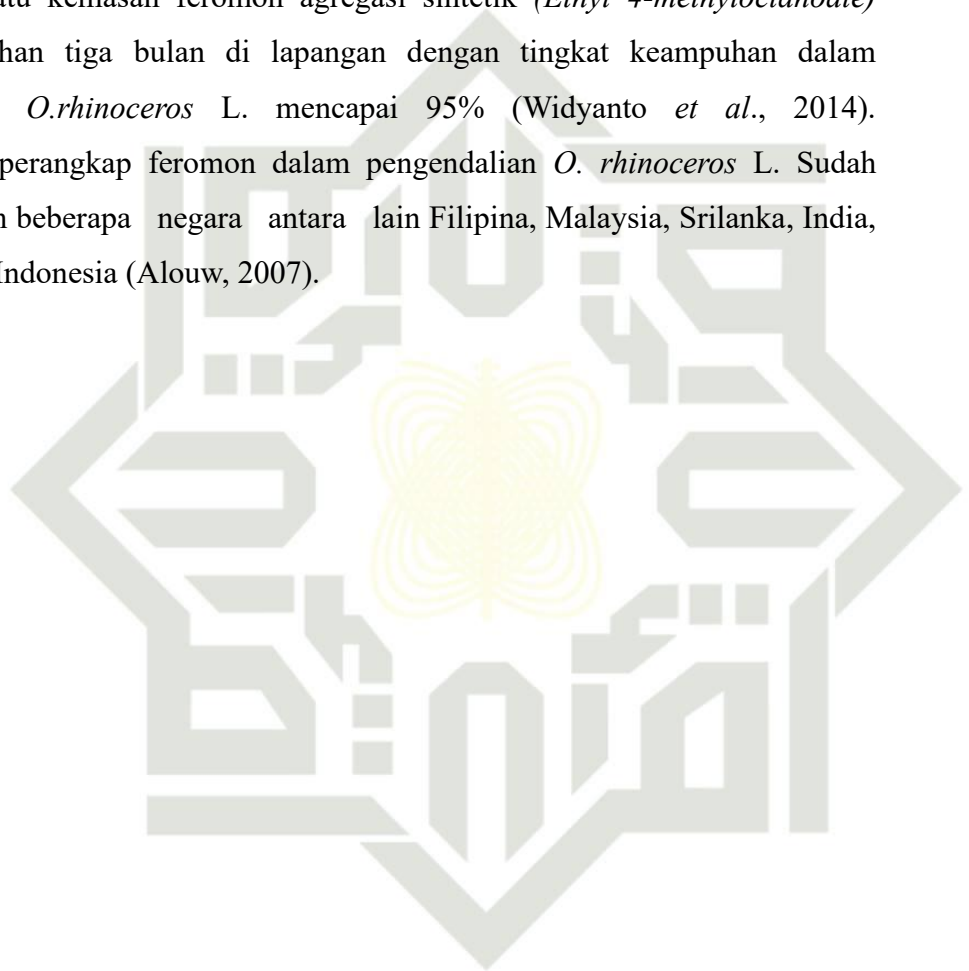 atu kemasan feromon agregasi sintetik (Ethyl 4-methyloctanoate)
han tiga bulan di lapangan dengan tingkat keampuhan dalam
O.rhinoceros L. mencapai 95% (Widyanto et al., 2014).
perangkap feromon dalam pengendalian O. rhinoceros L. Sudah
n beberapa negara antara lain Filipina, Malaysia, Srilanka, India,
Indonesia (Alouw, 2007).